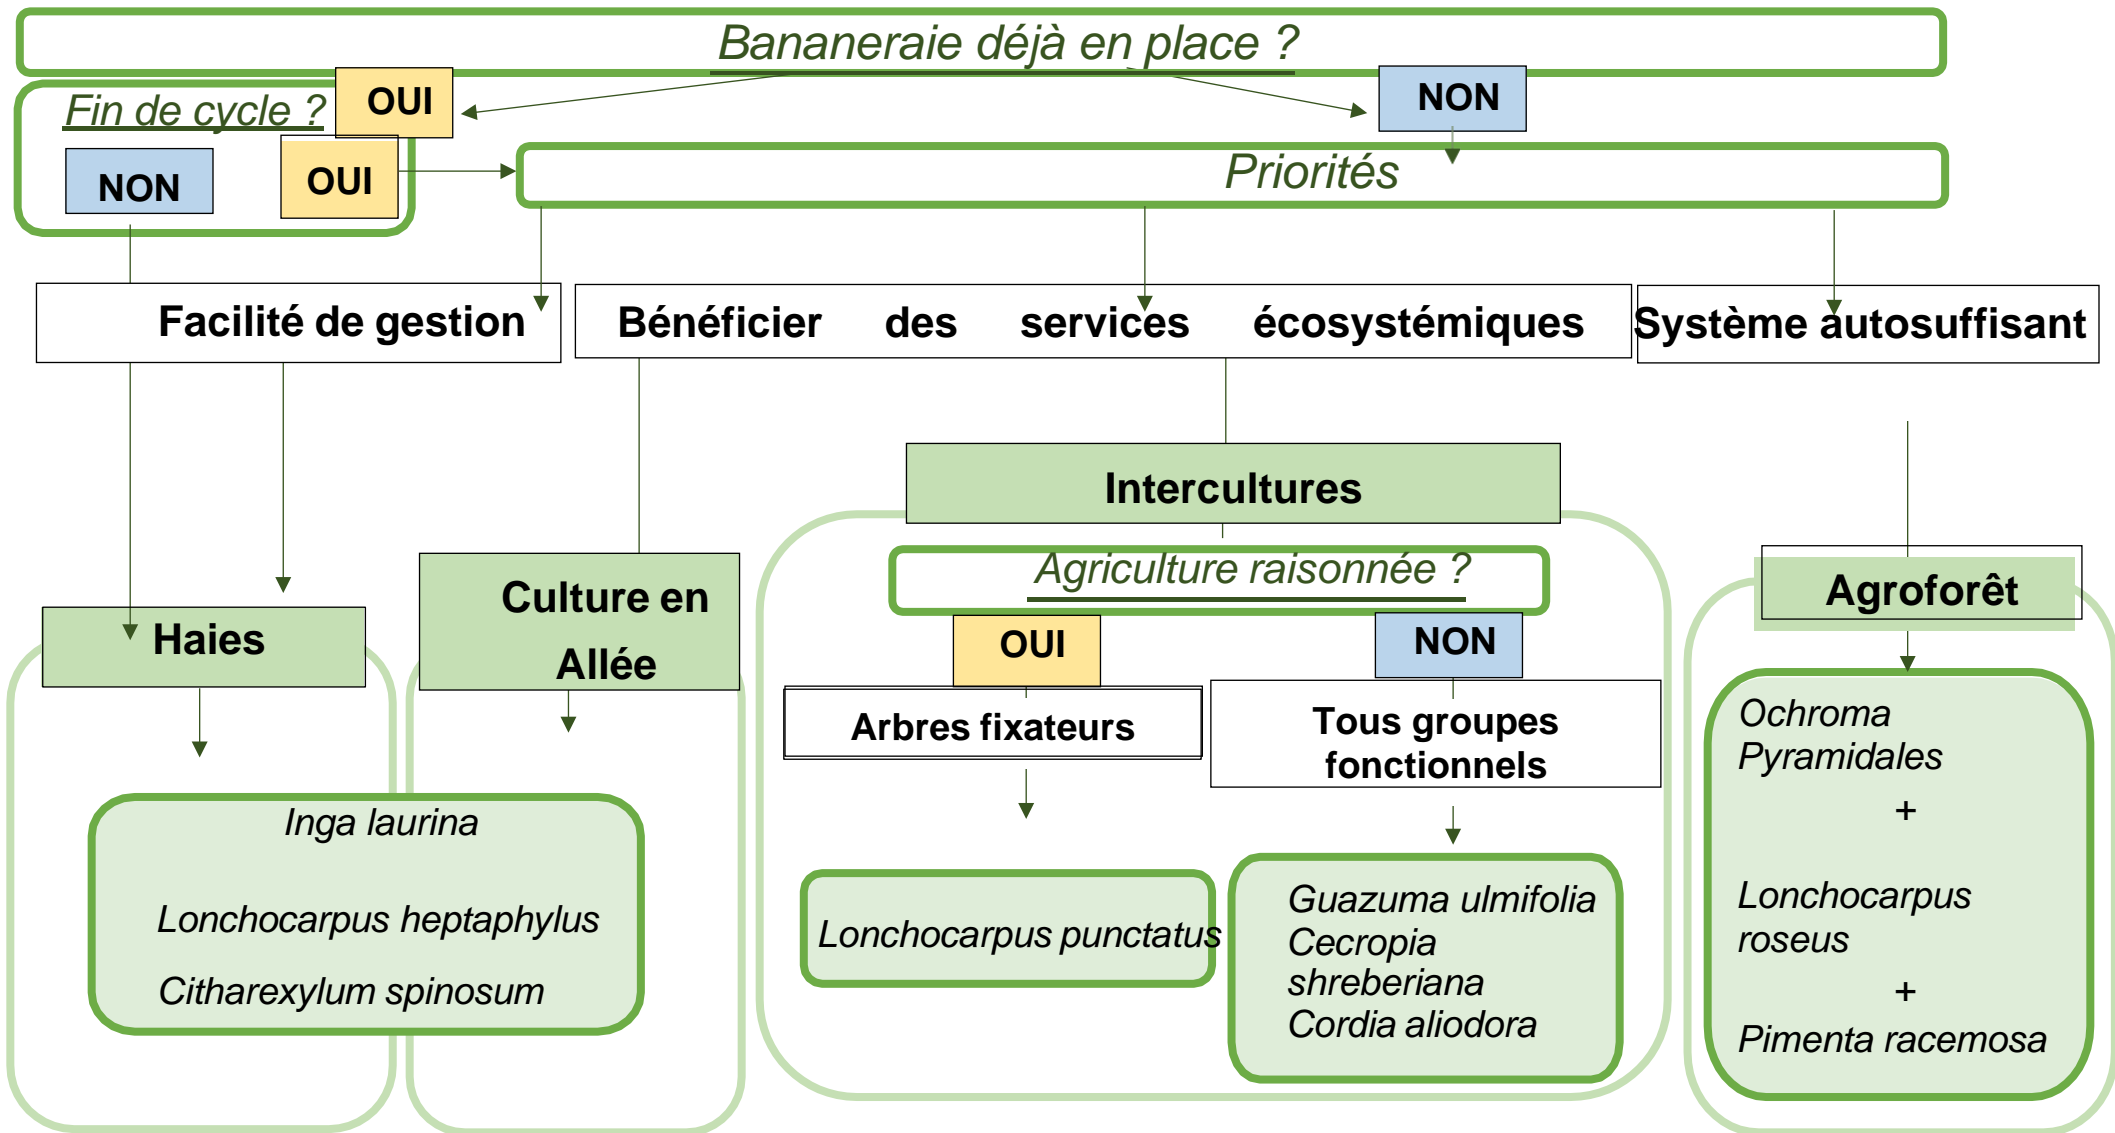 Bananeraie déjà en place ?
Fin de cycle ?
OUI
NON
NON
OUI
Priorités
Facilité de gestion
Bénéficier des services écosystémiques
Système autosuffisant
Intercultures
Agriculture raisonnée ?
Culture en
Allée
Agroforêt
Haies
OUI
NON
Arbres fixateurs
Tous groupes
fonctionnels
Inga laurina
Lonchocarpus heptaphylus
Citharexylum spinosum
Lonchocarpus punctatus
Guazuma ulmifolia
Cecropia
shreberiana
Cordia aliodora
Ochroma
Pyramidales
+
Lonchocarpus
roseus
+
Pimenta racemosa